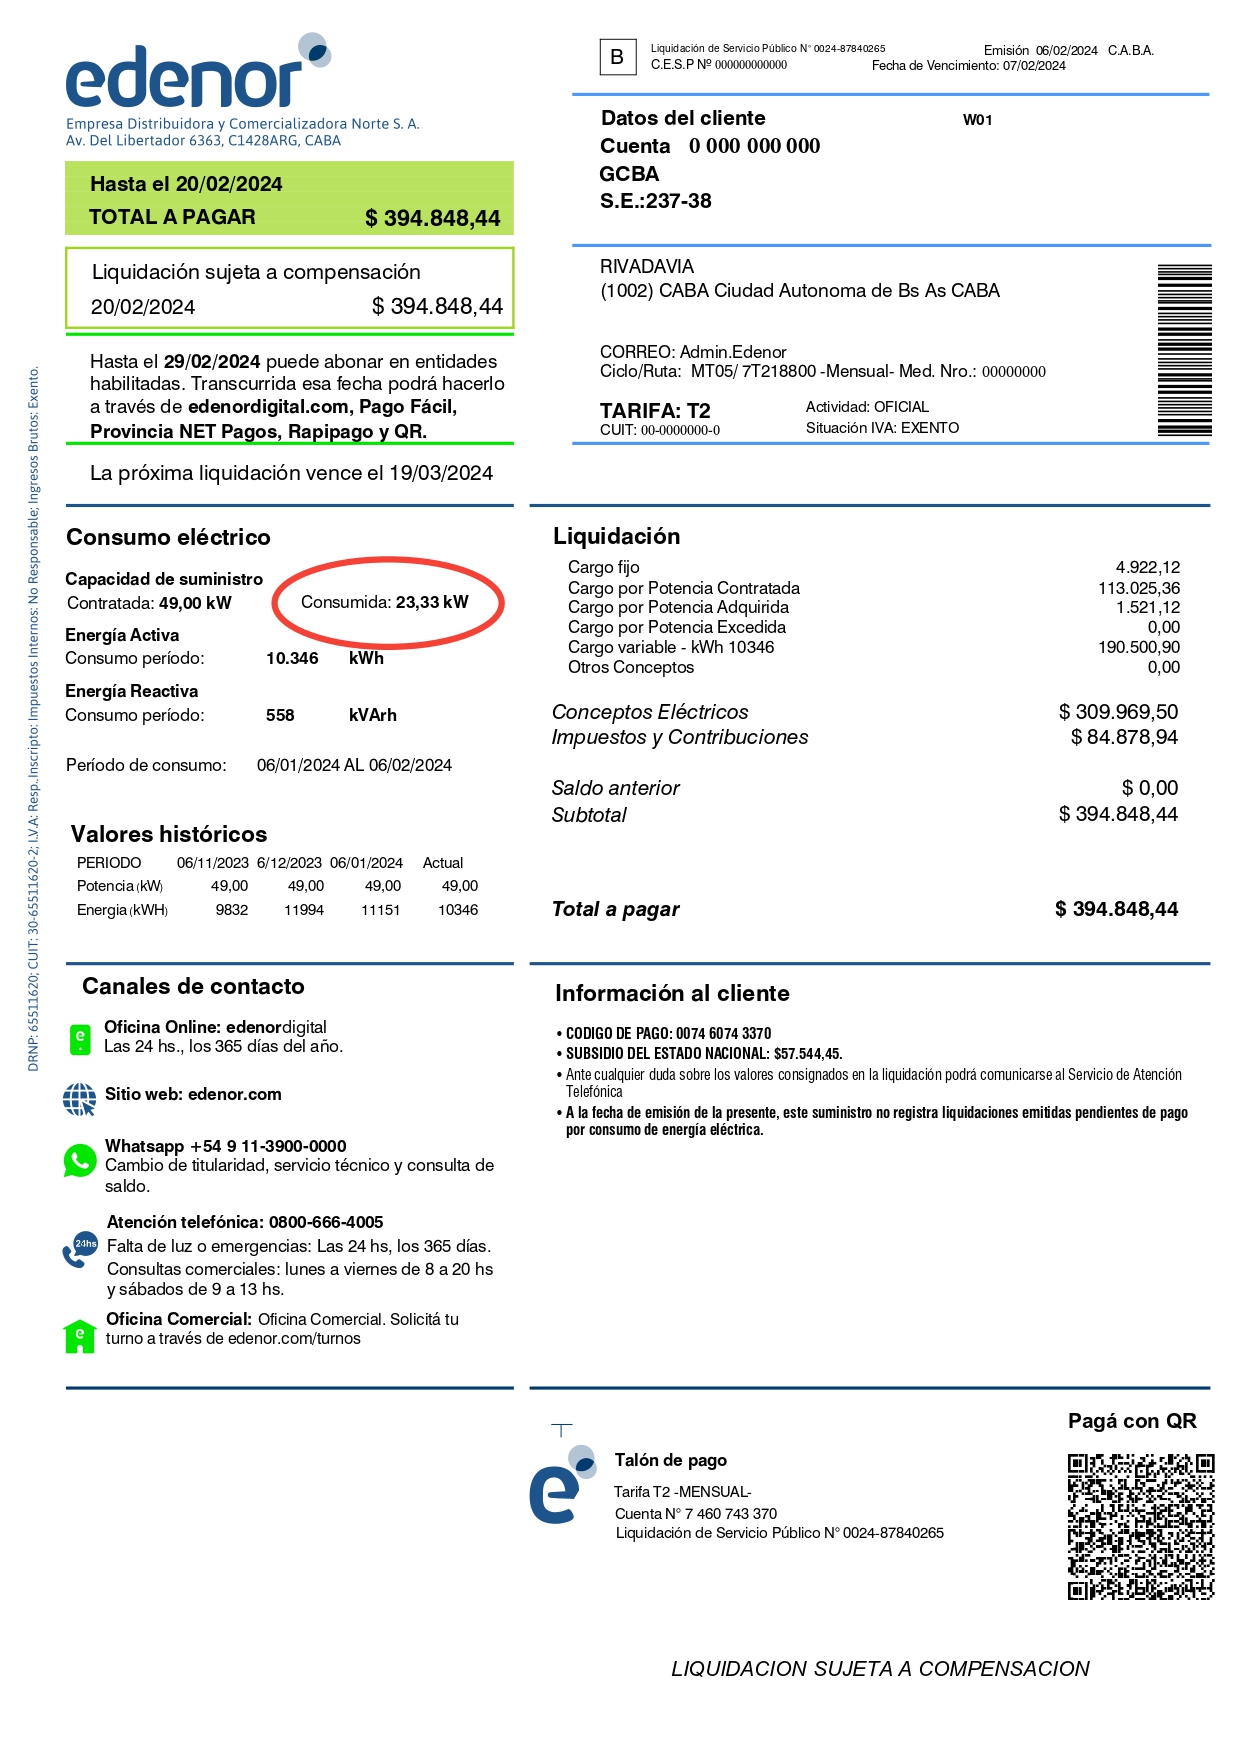 edenor
Empresa Distribuidora y Comercializadora Norte S. A.
Av. Del Libertador 6363, C1428ARG, CABA
B
Liquidación de Servicio Público N° 0024-87840265
C.E.S.P Nº 000000000000
Emisión 06/02/2024 C.A.B.A.
Fecha de Vencimiento: 07/02/2024
Hasta el 20/02/2024
TOTAL A PAGAR $ 394.848,44
Liquidación sujeta a compensación
20/02/2024 $ 394.848,44
Hasta el 29/02/2024 puede abonar en entidades
habilitadas. Transcurrida esa fecha podrá hacerlo
a través de edenordigital.com, Pago Fácil,
Provincia NET Pagos, Rapipago y QR.
La próxima liquidación vence el 19/03/2024
Datos del cliente W01
Cuenta 0 000 000 000
GCBA
S.E.:237-38
RIVADAVIA
(1002) CABA Ciudad Autonoma de Bs As CABA
CORREO: Admin.Edenor
Ciclo/Ruta: MT05/ 7T218800 -Mensual- Med. Nro.: 00000000
TARIFA: T2
CUIT: 00-0000000-0
Actividad: OFICIAL
Situación IVA: EXENTO
DRNP: 65511620; CUIT: 30-65511620-2; I.V.A: Resp..Inscripto: Impuestos Internos: No Responsable; Ingresos Brutos: Exento.
Consumo eléctrico
Capacidad de suministro
Contratada: 49,00 kW Consumida: 23,33 kW
Energía Activa
Consumo período: 10.346 kWh
Energía Reactiva
Consumo período: 558 kVArh
Período de consumo: 06/01/2024 AL 06/02/2024
Valores históricos
PERIODO 06/11/2023 6/12/2023 06/01/2024 Actual
Potencia (kW) 49,00 49,00 49,00 49,00
Energia (kWH) 9832 11994 11151 10346
Liquidación
Cargo fijo 4.922,12
Cargo por Potencia Contratada 113.025,36
Cargo por Potencia Adquirida 1.521,12
Cargo por Potencia Excedida 0,00
Cargo variable - kWh 10346 190.500,90
Otros Conceptos 0,00
Conceptos Eléctricos $ 309.969,50
Impuestos y Contribuciones $ 84.878,94
Saldo anterior $ 0,00
Subtotal $ 394.848,44
Total a pagar $ 394.848,44
Canales de contacto
e
Oficina Online: edenordigital
Las 24 hs., los 365 días del año.
Sitio web: edenor.com
Whatsapp +54 9 11-3900-0000
Cambio de titularidad, servicio técnico y consulta de
saldo.
24hs
Atención telefónica: 0800-666-4005
Falta de luz o emergencias: Las 24 hs, los 365 días.
Consultas comerciales: lunes a viernes de 8 a 20 hs
y sábados de 9 a 13 hs.
e
Oficina Comercial: Oficina Comercial. Solicitá tu
turno a través de edenor.com/turnos
Información al cliente
• CODIGO DE PAGO: 0074 6074 3370
• SUBSIDIO DEL ESTADO NACIONAL: $57.544,45.
• Ante cualquier duda sobre los valores consignados en la liquidación podrá comunicarse al Servicio de Atención
Telefónica
• A la fecha de emisión de la presente, este suministro no registra liquidaciones emitidas pendientes de pago
por consumo de energía eléctrica.
e
Talón de pago
Tarifa T2 -MENSUAL-
Cuenta N° 7 460 743 370
Liquidación de Servicio Público N° 0024-87840265
Pagá con QR
LIQUIDACION SUJETA A COMPENSACION